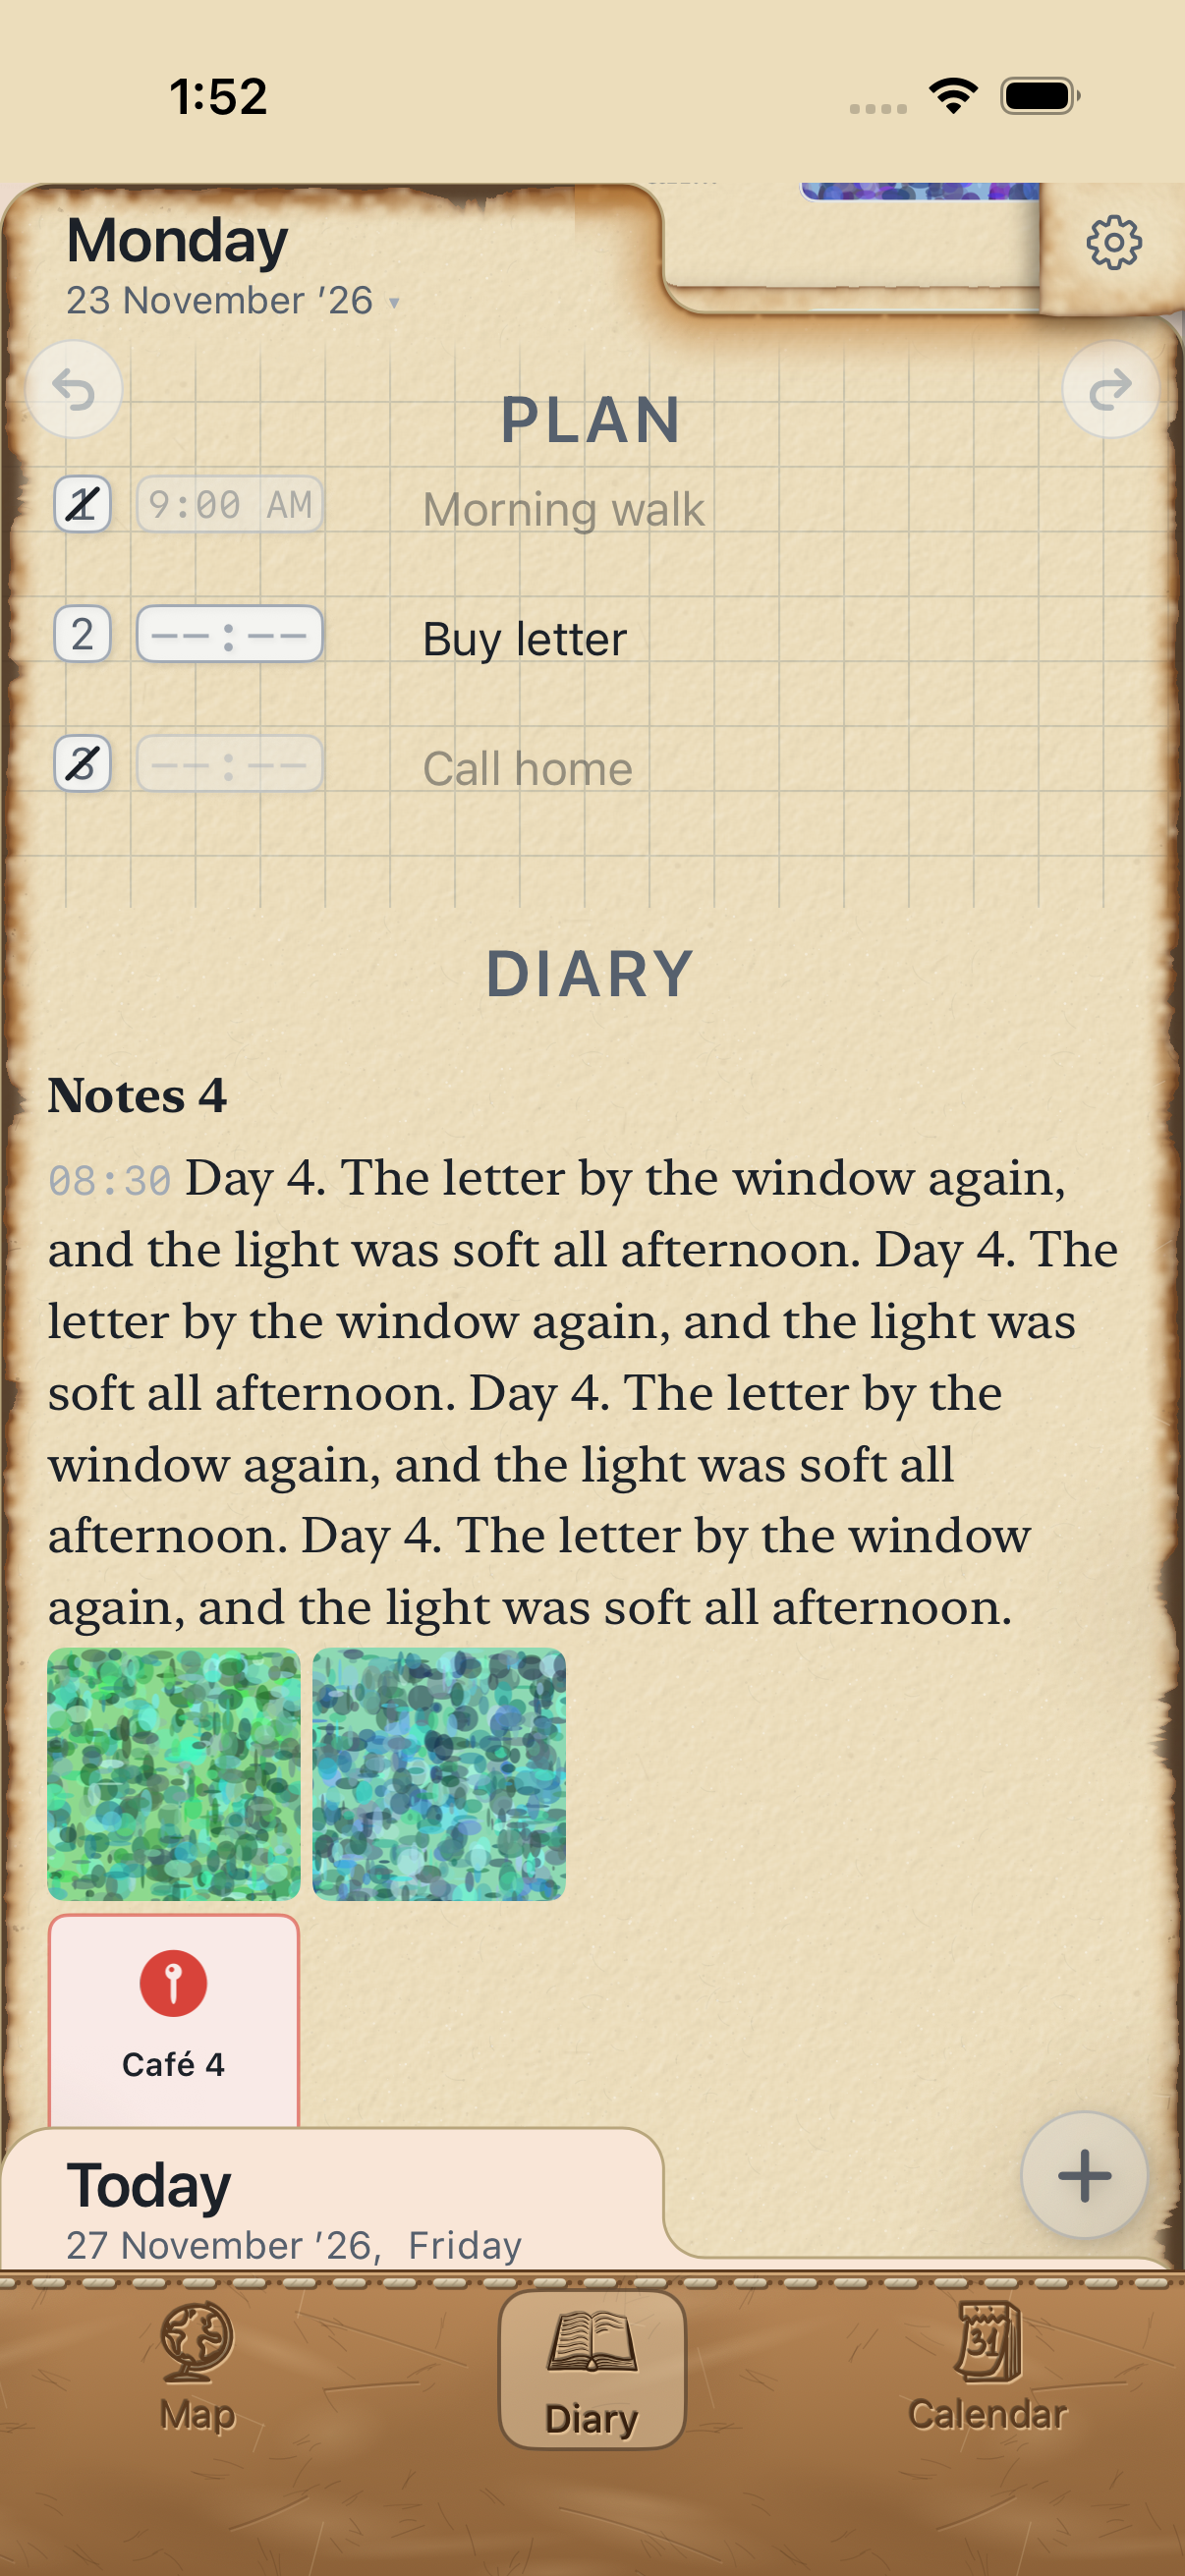 1:52
Monday
23 November ’26 ▾
PLAN
1 9:00 AM Morning walk
2 --:-- Buy letter
3 --:-- Call home
DIARY
Notes 4
08:30 Day 4. The letter by the window again,
and the light was soft all afternoon. Day 4. The
letter by the window again, and the light was
soft all afternoon. Day 4. The letter by the
window again, and the light was soft all
afternoon. Day 4. The letter by the window
again, and the light was soft all afternoon.
Café 4
Today
27 November ’26, Friday
31
Map
Diary
Calendar